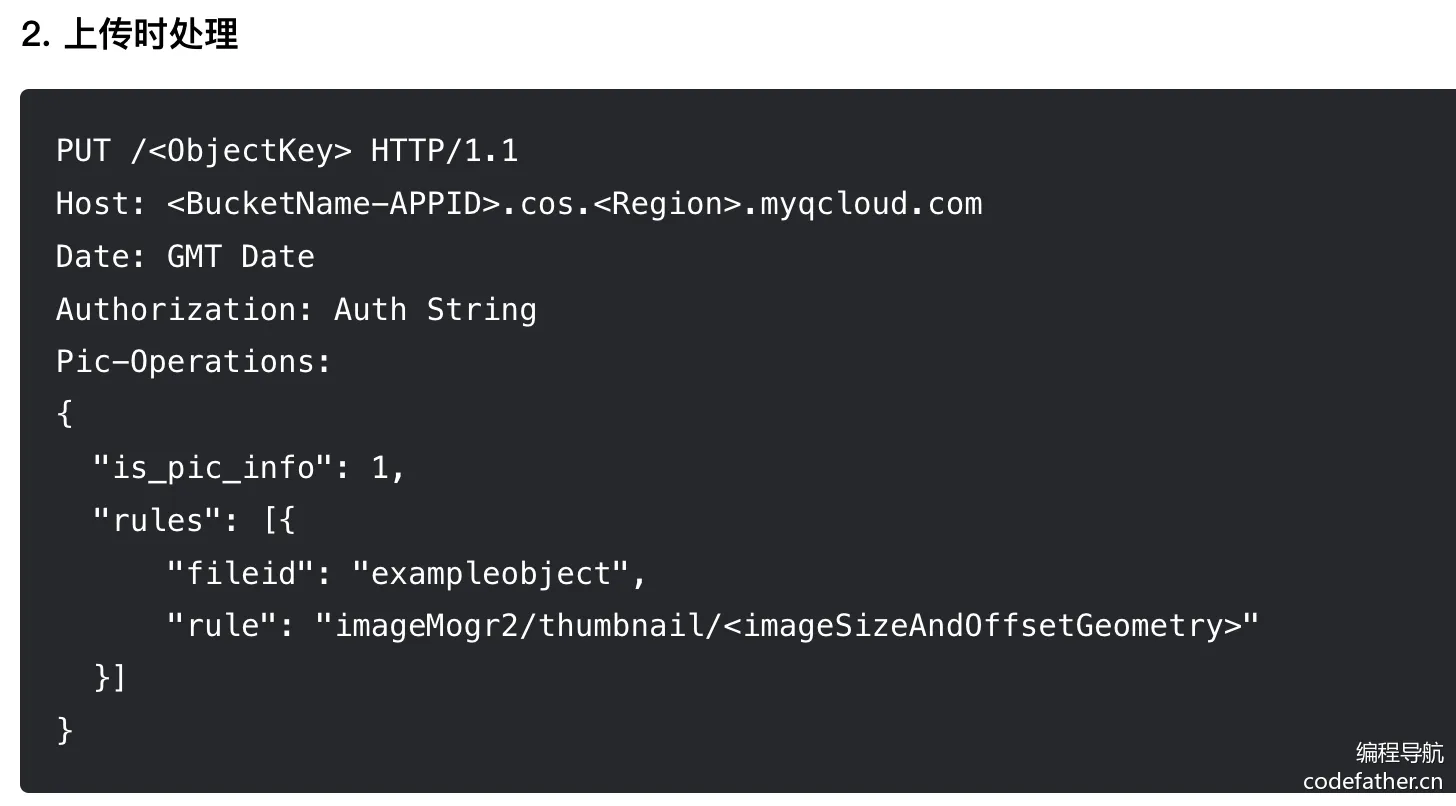 2. 上传时处理
PUT /<ObjectKey> HTTP/1.1
Host: <BucketName-APPID>.cos.<Region>.myqcloud.com
Date: GMT Date
Authorization: Auth String
Pic-Operations:
{
  "is_pic_info": 1,
  "rules": [{
      "fileid": "exampleobject",
      "rule": "imageMogr2/thumbnail/<imageSizeAndOffsetGeometry>"
  }]
}
编程导航
codefather.cn